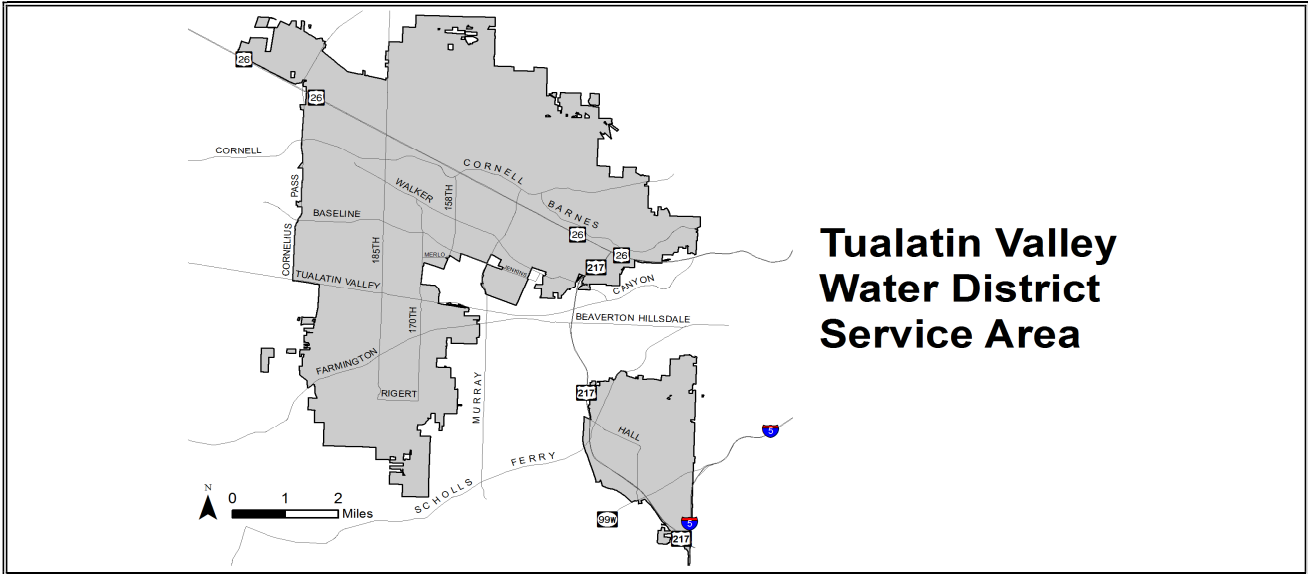 26
26
CORNELL
CORNELL
PASS
WALKER
158TH
BARNES
BASELINE
26
CORNELIUS
185TH
MERLO
26
217
JENKINS
TUALATIN VALLEY
CANYON
170TH
BEAVERTON HILLSDALE
FARMINGTON
RIGERT
MURRAY
217
HALL
5
FERRY
SCHOLLS
N
0 1 2
Miles
99W
5
217
Tualatin Valley
Water District
Service Area